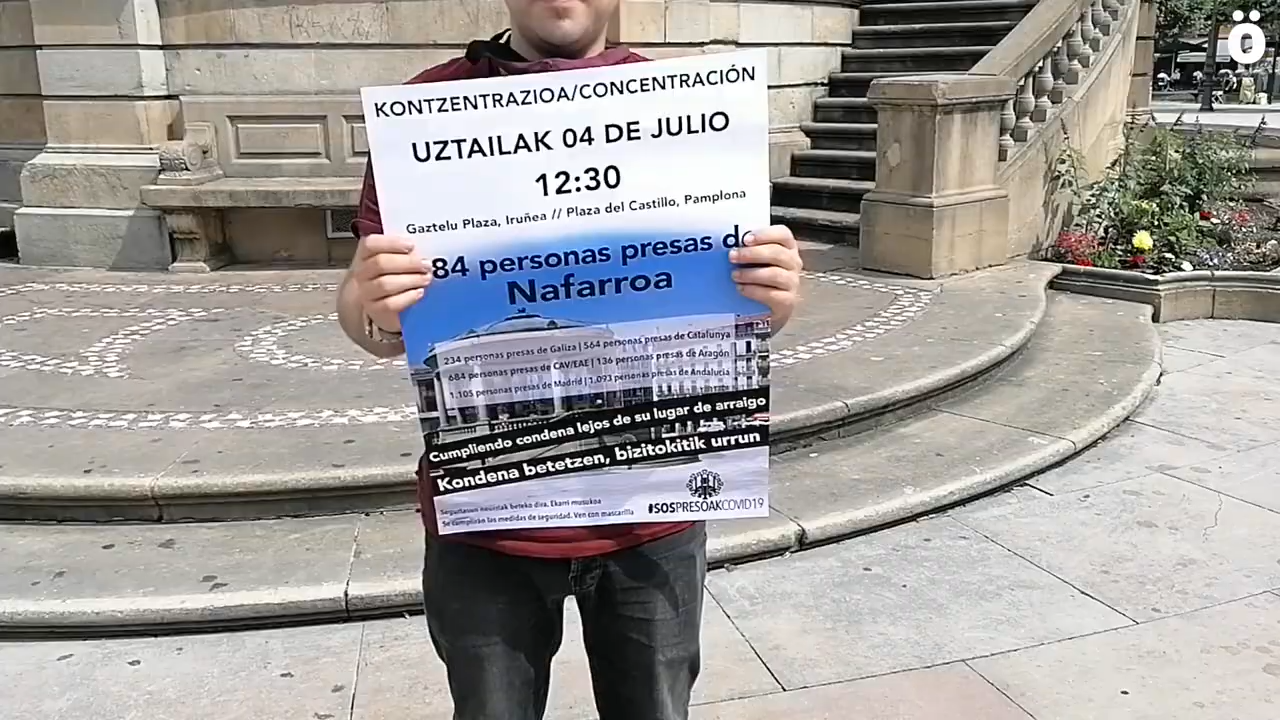 KONTZENTRAZIOA/CONCENTRACIÓN
UZTAILAK 04 DE JULIO
12:30
Gaztelu Plaza, Iruñea // Plaza del Castillo, Pamplona
84 personas presas de
Nafarroa
234 personas presas de Galiza | 564 personas presas de Catalunya
684 personas presas de CAV/EAE | 136 personas presas de Aragón
1.105 personas presas de Madrid | 1,093 personas presas de Andalucía
Cumpliendo condena lejos de su lugar de arraigo
Kondena betetzen, bizitokitik urrun
Segurtasun neurriak beteko dira. Ekarri musukoa
Se cumplirán las medidas de seguridad. Ven con mascarilla
#SOSPRESOAKCOVID19
Ö